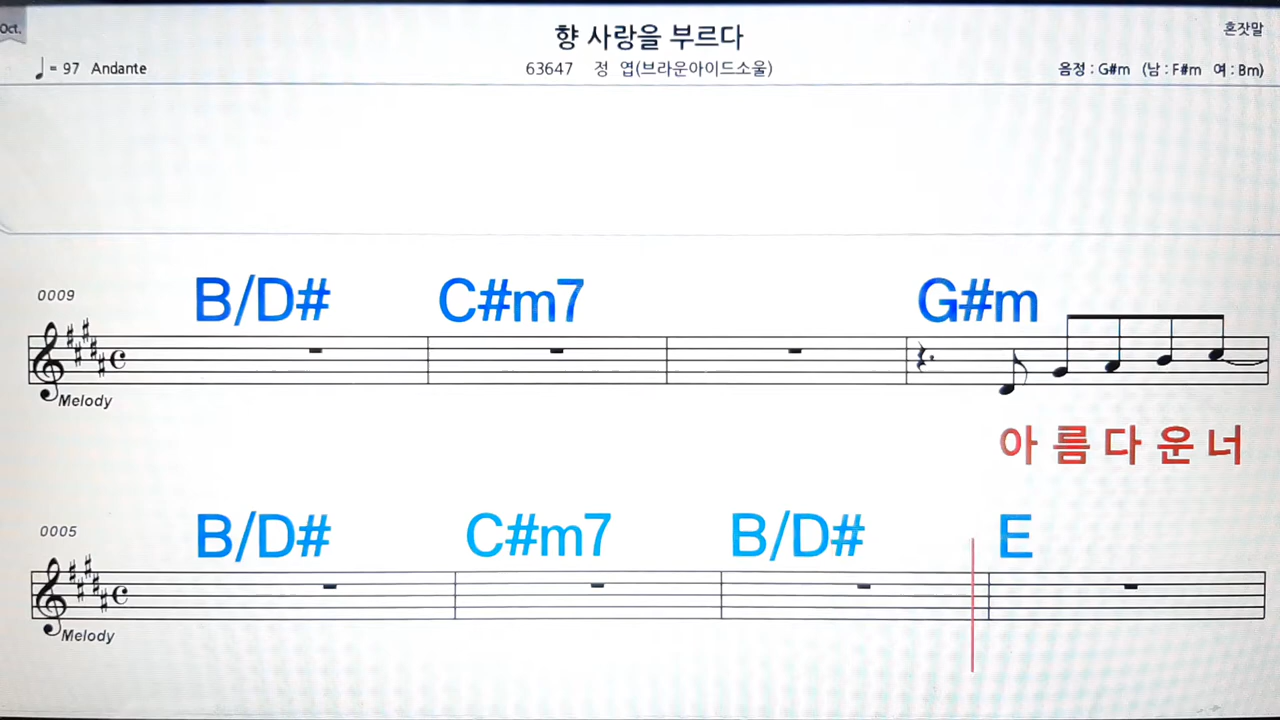 Oct.
향 사랑을 부르다
혼잣말
♩= 97 Andante
63647 정 엽(브라운아이드소울)
음정 : G#m (남 : F#m 여 : Bm)
B/D# C#m7 G#m
0009
Melody
아 름 다 운 너
B/D# C#m7 B/D# E
0005
Melody